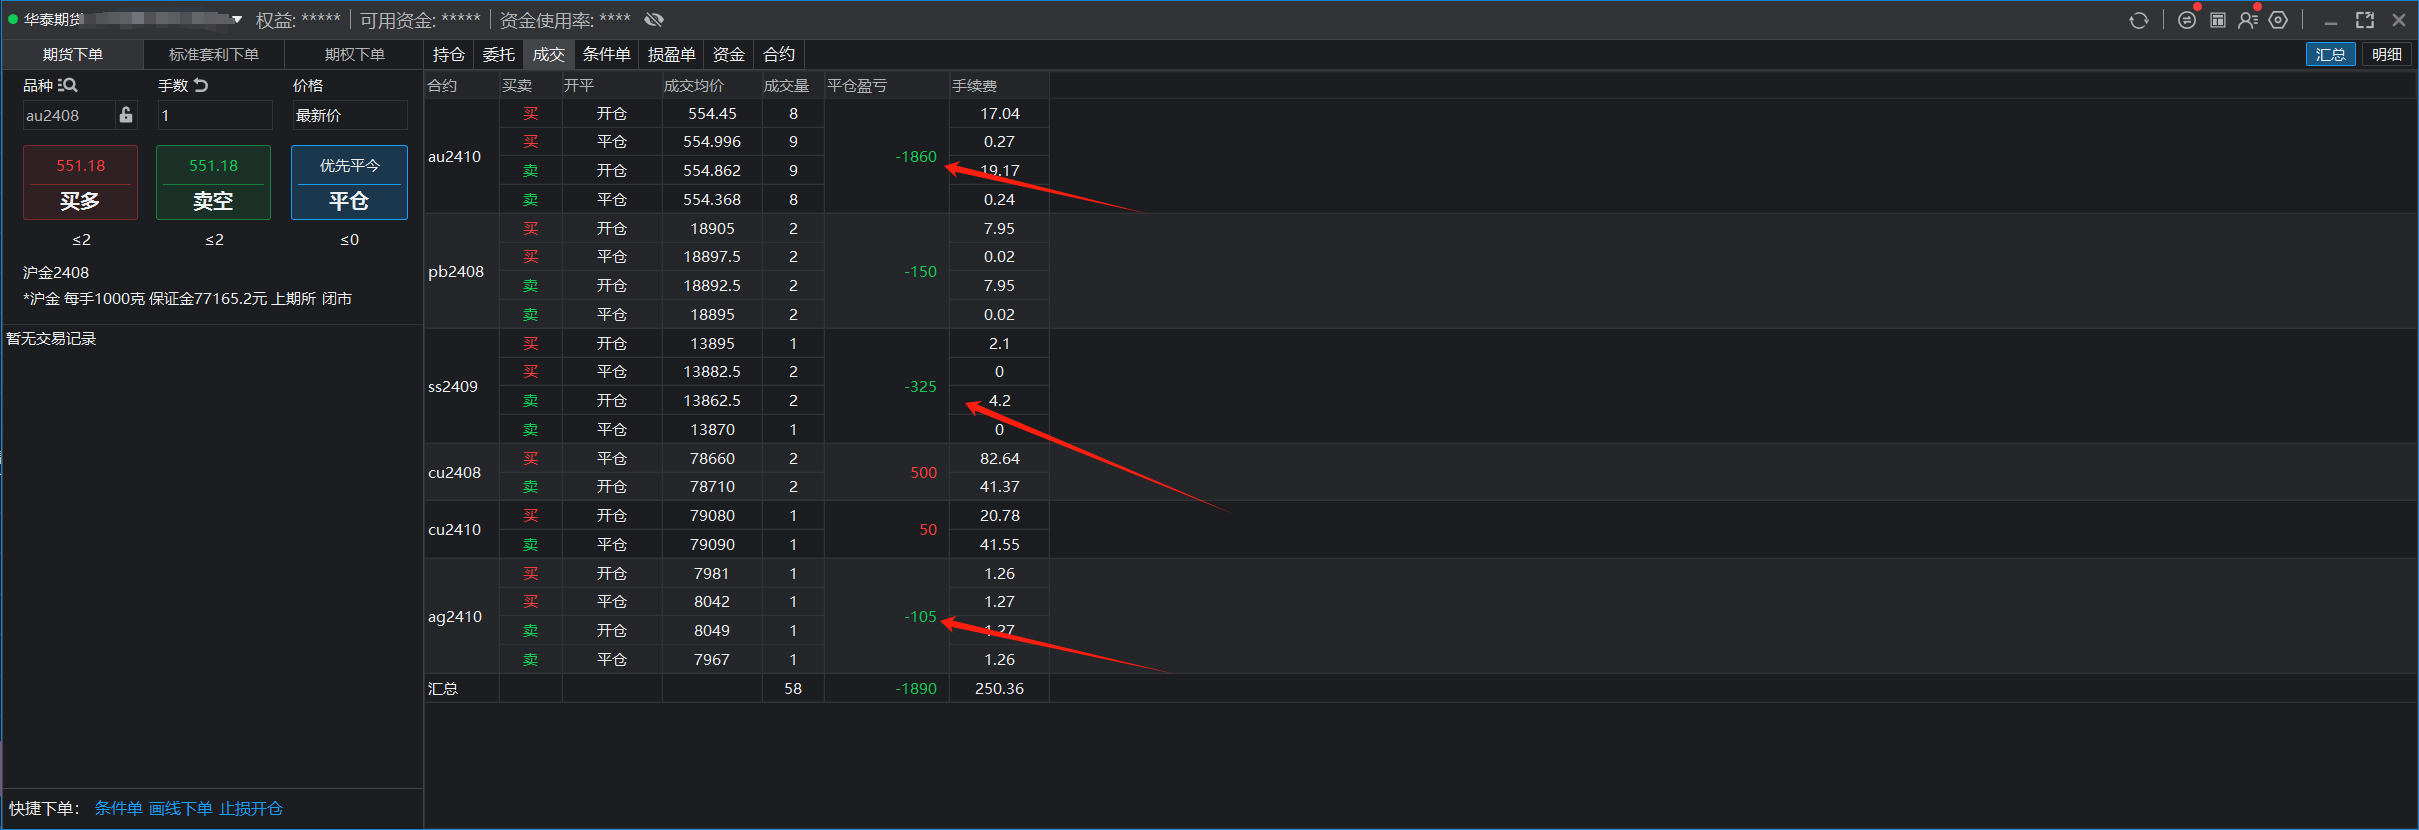 华泰期货 权益: ***** 可用资金: ***** 资金使用率: ****
期货下单 标准套利下单 期权下单 持仓 委托 成交 条件单 损盈单 资金 合约 汇总 明细
品种 手数 价格
au2408 1 最新价
551.18 551.18 优先平今
买多 卖空 平仓
≤2 ≤2 ≤0
沪金2408
*沪金 每手1000克 保证金77165.2元 上期所 闭市
暂无交易记录
快捷下单: 条件单 画线下单 止损开仓
合约 买卖 开平 成交均价 成交量 平仓盈亏 手续费
au2410 -1860
买 开仓 554.45 8 17.04
买 平仓 554.996 9 0.27
卖 开仓 554.862 9 19.17
卖 平仓 554.368 8 0.24
pb2408 -150
买 开仓 18905 2 7.95
买 平仓 18897.5 2 0.02
卖 开仓 18892.5 2 7.95
卖 平仓 18895 2 0.02
ss2409 -325
买 开仓 13895 1 2.1
买 平仓 13882.5 2 0
卖 开仓 13862.5 2 4.2
卖 平仓 13870 1 0
cu2408 500
买 平仓 78660 2 82.64
卖 开仓 78710 2 41.37
cu2410 50
买 开仓 79080 1 20.78
卖 平仓 79090 1 41.55
ag2410 -105
买 开仓 7981 1 1.26
买 平仓 8042 1 1.27
卖 开仓 8049 1 1.27
卖 平仓 7967 1 1.26
汇总 58 -1890 250.36